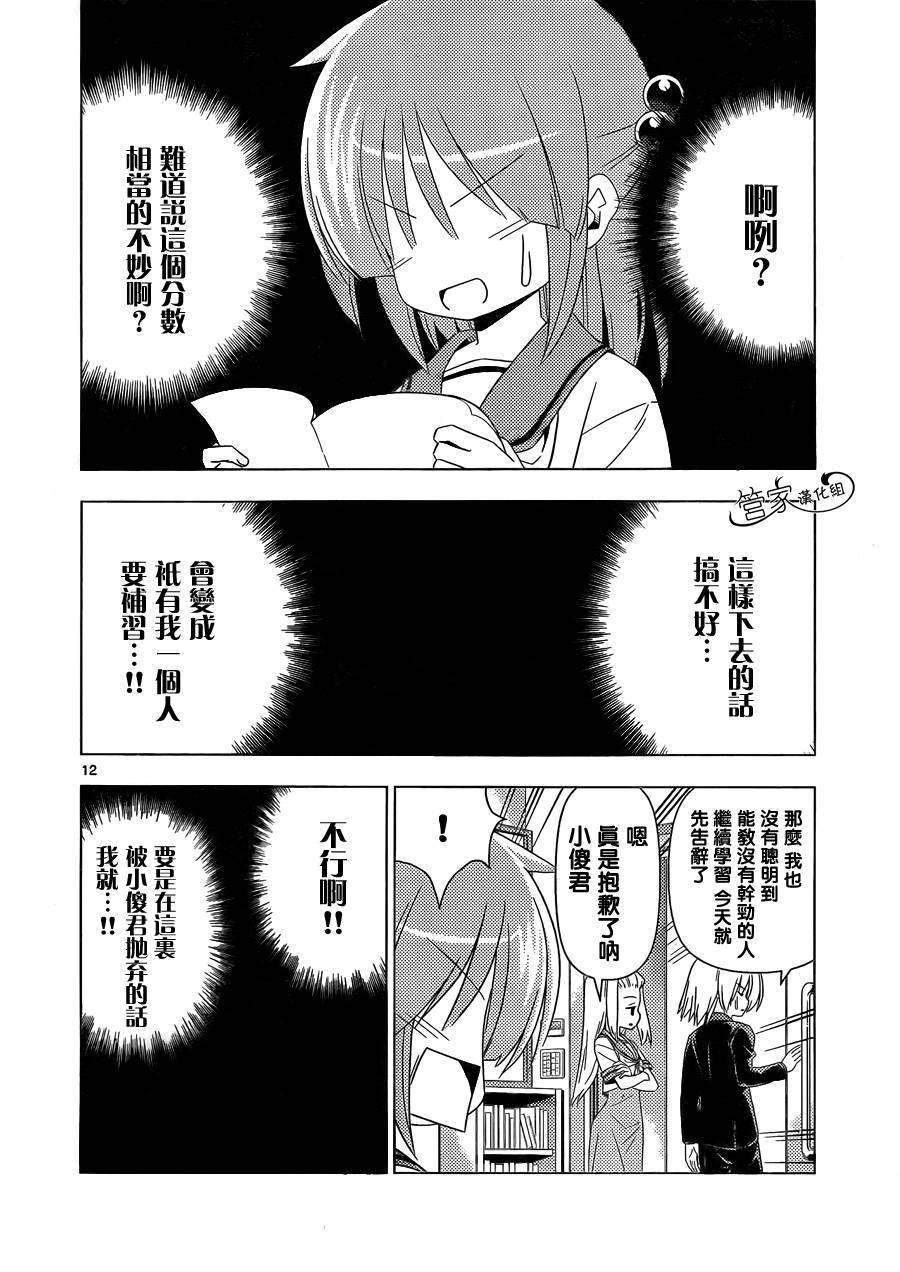 啊咧?
難道說這個分數
相當的不妙啊?
管家漢化組
這樣下去的話
搞不好…
會變成
衹有我一個人
要補習…!!
12
那麼 我也
沒有聰明到
能教沒有幹勁的人
繼續學習 今天就
先告辭了
嗯
真是抱歉了吶
小傻君
!
不行啊!!
要是在這裏
被小傻君拋弃的話
我就…!!